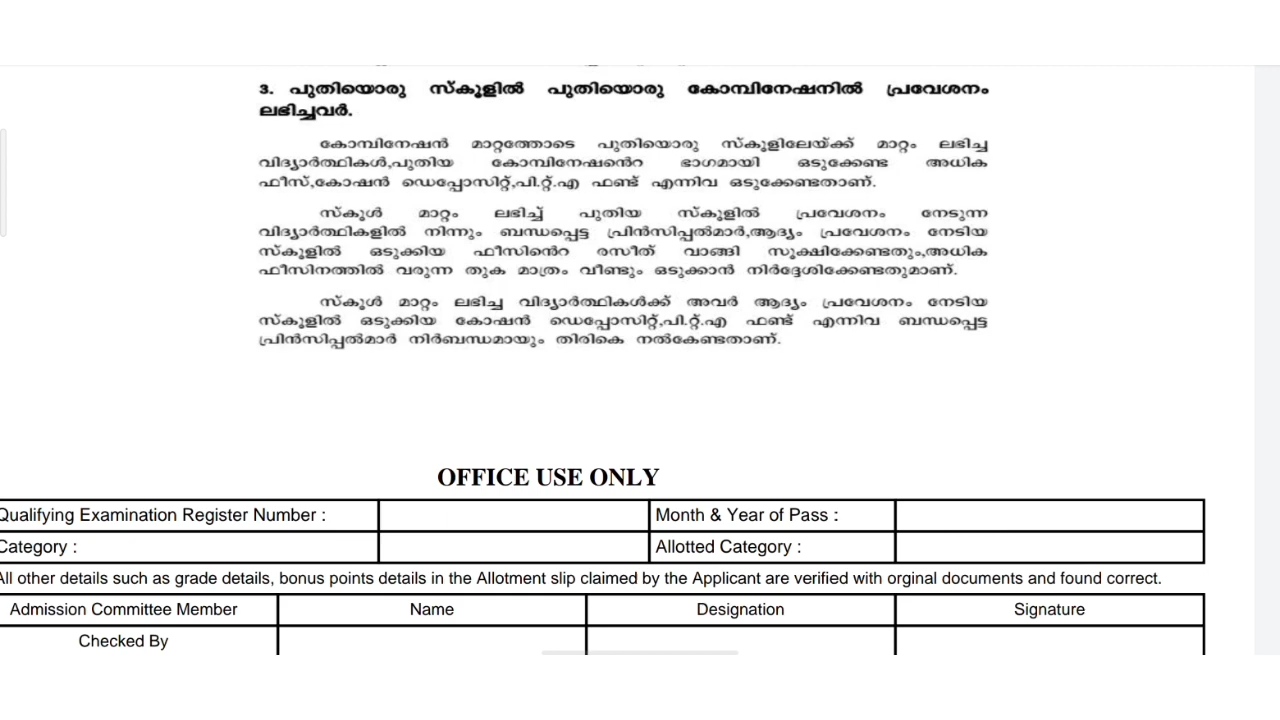 3. പുതിയൊരു സ്കൂളിൽ പുതിയൊരു കോമ്പിനേഷനിൽ പ്രവേശനം
ലഭിച്ചവർ.
കോമ്പിനേഷൻ മാറ്റത്തോടെ പുതിയൊരു സ്കൂളിലേയ്ക്ക് മാറ്റം ലഭിച്ച
വിദ്യാർത്ഥികൾ,പുതിയ കോമ്പിനേഷന്റെ ഭാഗമായി ഒടുക്കേണ്ട അധിക
ഫീസ്,കോഷൻ ഡെപ്പോസിറ്റ്,പി.റ്റ്.എ ഫണ്ട് എന്നിവ ഒടുക്കേണ്ടതാണ്.
സ്കൂൾ മാറ്റം ലഭിച്ച് പുതിയ സ്കൂളിൽ പ്രവേശനം നേടുന്ന
വിദ്യാർത്ഥികളിൽ നിന്നും ബന്ധപ്പെട്ട പ്രിൻസിപ്പൽമാർ,ആദ്യം പ്രവേശനം നേടിയ
സ്കൂളിൽ ഒടുക്കിയ ഫീസിന്റെ രസീത് വാങ്ങി സൂക്ഷിക്കേണ്ടതും,അധിക
ഫീസിനത്തിൽ വരുന്ന തുക മാത്രം വീണ്ടും ഒടുക്കാൻ നിർദ്ദേശിക്കേണ്ടതുമാണ്.
സ്കൂൾ മാറ്റം ലഭിച്ച വിദ്യാർത്ഥികൾക്ക് അവർ ആദ്യം പ്രവേശനം നേടിയ
സ്കൂളിൽ ഒടുക്കിയ കോഷൻ ഡെപ്പോസിറ്റ്,പി.റ്റ്.എ ഫണ്ട് എന്നിവ ബന്ധപ്പെട്ട
പ്രിൻസിപ്പൽമാർ നിർബന്ധമായും തിരികെ നൽകേണ്ടതാണ്.
OFFICE USE ONLY
Qualifying Examination Register Number : Month & Year of Pass :
Category : Allotted Category :
All other details such as grade details, bonus points details in the Allotment slip claimed by the Applicant are verified with orginal documents and found correct.
Admission Committee Member Name Designation Signature
Checked By